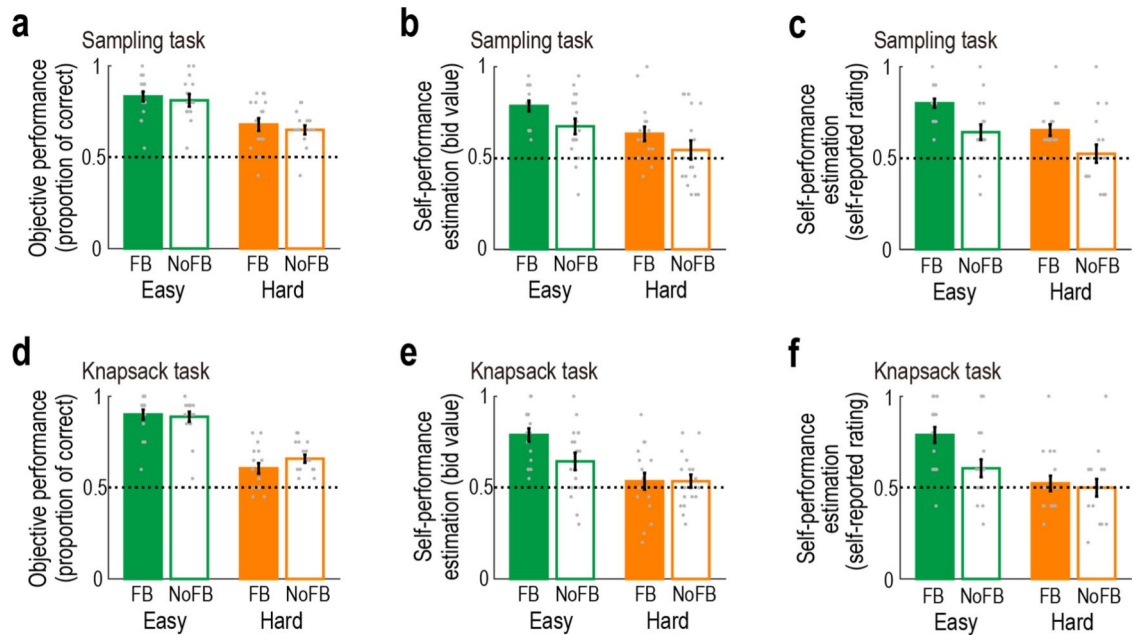 a
Sampling task
Objective performance
(proportion of correct)
1
0.5
0
FB NoFB FB NoFB
Easy Hard
b
Sampling task
Self-performance
estimation (bid value)
1
0.5
0
FB NoFB FB NoFB
Easy Hard
c
Sampling task
Self-performance
estimation
(self-reported rating)
1
0.5
0
FB NoFB FB NoFB
Easy Hard
d
Knapsack task
Objective performance
(proportion of correct)
1
0.5
0
FB NoFB FB NoFB
Easy Hard
e
Knapsack task
Self-performance
estimation (bid value)
1
0.5
0
FB NoFB FB NoFB
Easy Hard
f
Knapsack task
Self-performance
estimation
(self-reported rating)
1
0.5
0
FB NoFB FB NoFB
Easy Hard